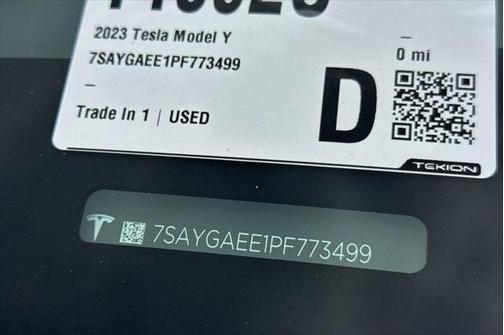 2023 Tesla Model Y
7SAYGAEE1PF773499
0 mi
–
–
Trade In 1 | USED
D
TEKION
7SAYGAEE1PF773499